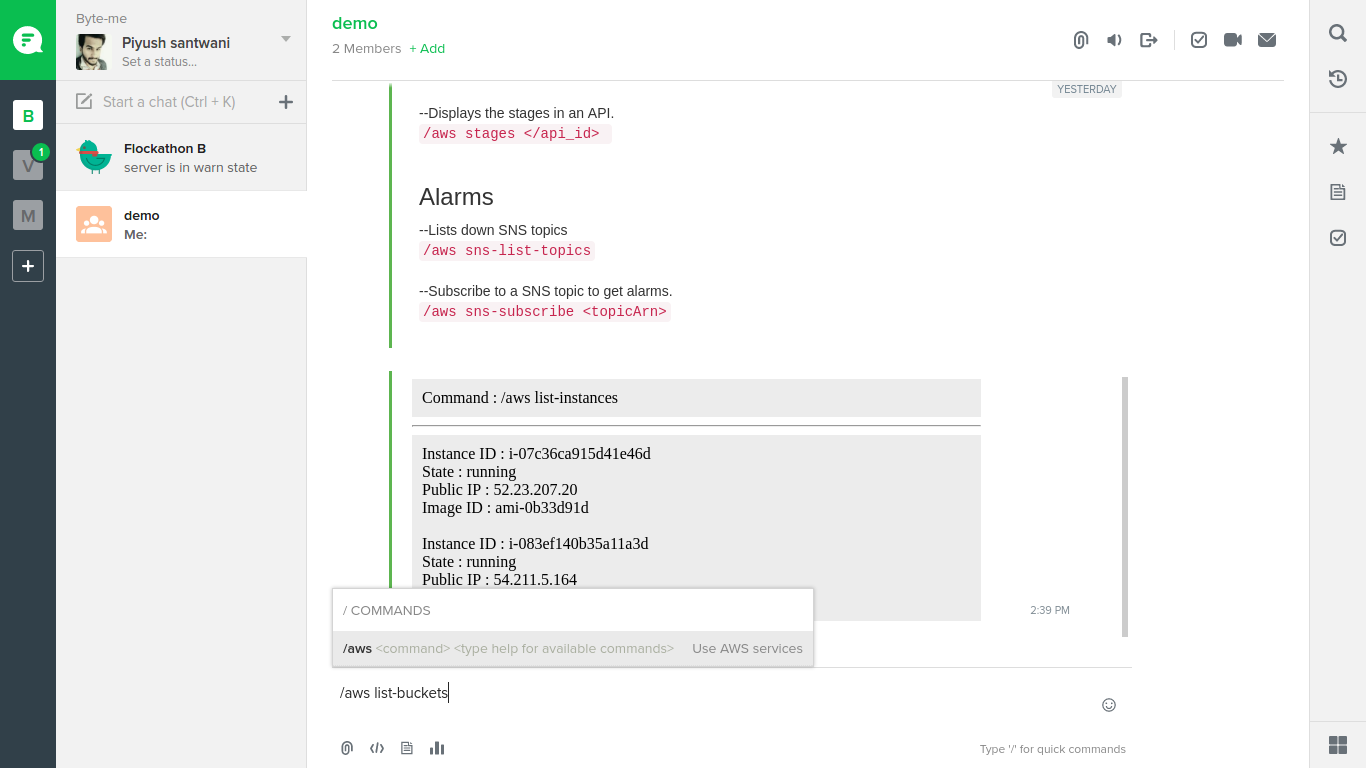 Byte-me
Piyush santwani
Set a status...
Start a chat (Ctrl + K)
B
V
1
M
Flockathon B
server is in warn state
demo
Me:
demo
2 Members + Add
YESTERDAY
--Displays the stages in an API.
/aws stages </api_id>
Alarms
--Lists down SNS topics
/aws sns-list-topics
--Subscribe to a SNS topic to get alarms.
/aws sns-subscribe <topicArn>
Command : /aws list-instances
Instance ID : i-07c36ca915d41e46d
State : running
Public IP : 52.23.207.20
Image ID : ami-0b33d91d
Instance ID : i-083ef140b35a11a3d
State : running
Public IP : 54.211.5.164
2:39 PM
/ COMMANDS
/aws <command> <type help for available commands> Use AWS services
/aws list-buckets
Type '/' for quick commands